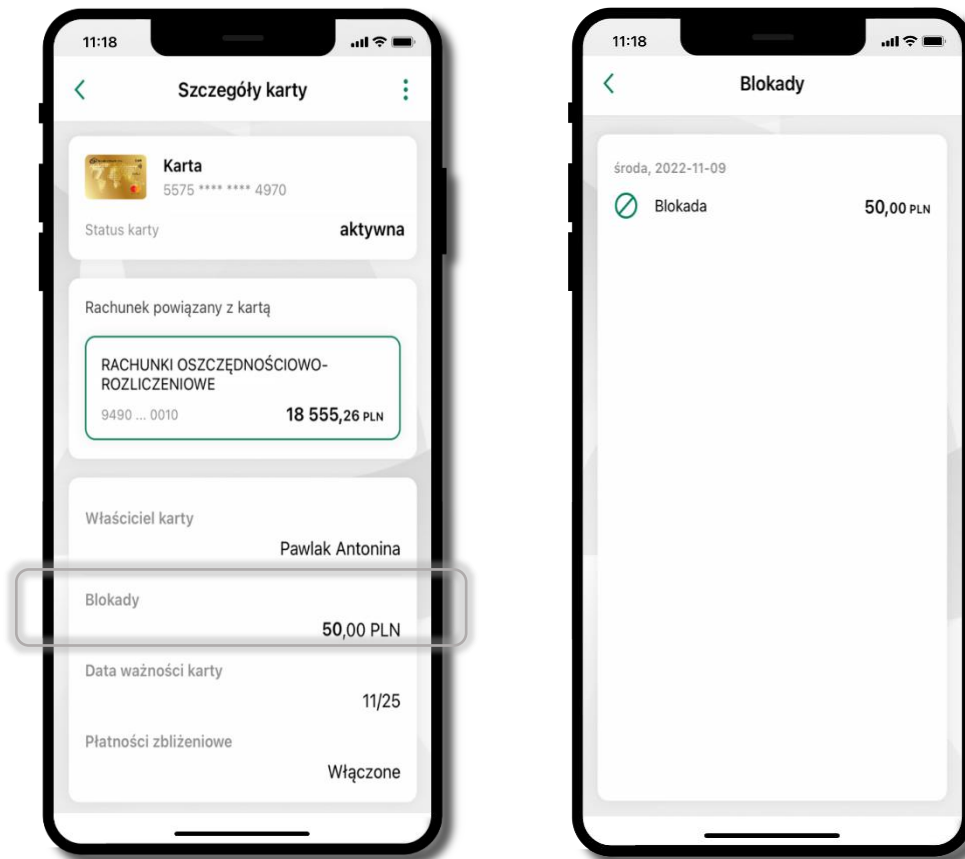 11:18
Szczegóły karty
Karta
5575 **** **** 4970
Status karty aktywna
Rachunek powiązany z kartą
RACHUNKI OSZCZĘDNOŚCIOWO-
ROZLICZENIOWE
9490 ... 0010 18 555,26 PLN
Właściciel karty
Pawlak Antonina
Blokady
50,00 PLN
Data ważności karty
11/25
Płatności zbliżeniowe
Włączone
11:18
Blokady
środa, 2022-11-09
Blokada 50,00 PLN